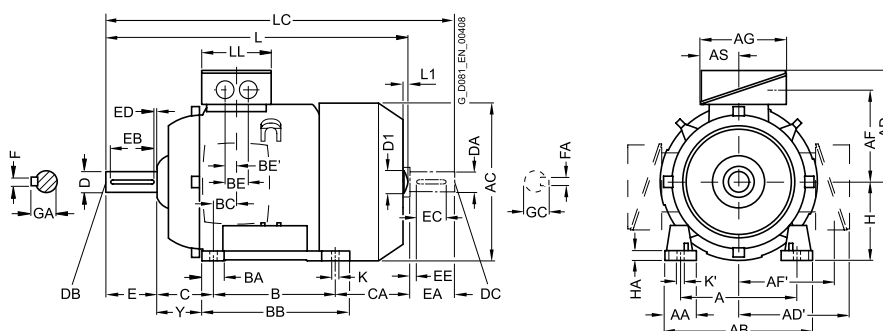 LC
L
LL
L1
G_D081_EN_00408
ED
EB
F
D
GA
BE'
BE
BC
D1
DA
AC
EC
FA
GC
BA
K
EE
DB
E
C
B
CA
EA
DC
Y
BB
AG
AS
AF
AD
H
HA
K'
A
AF'
AA
AD'
AB